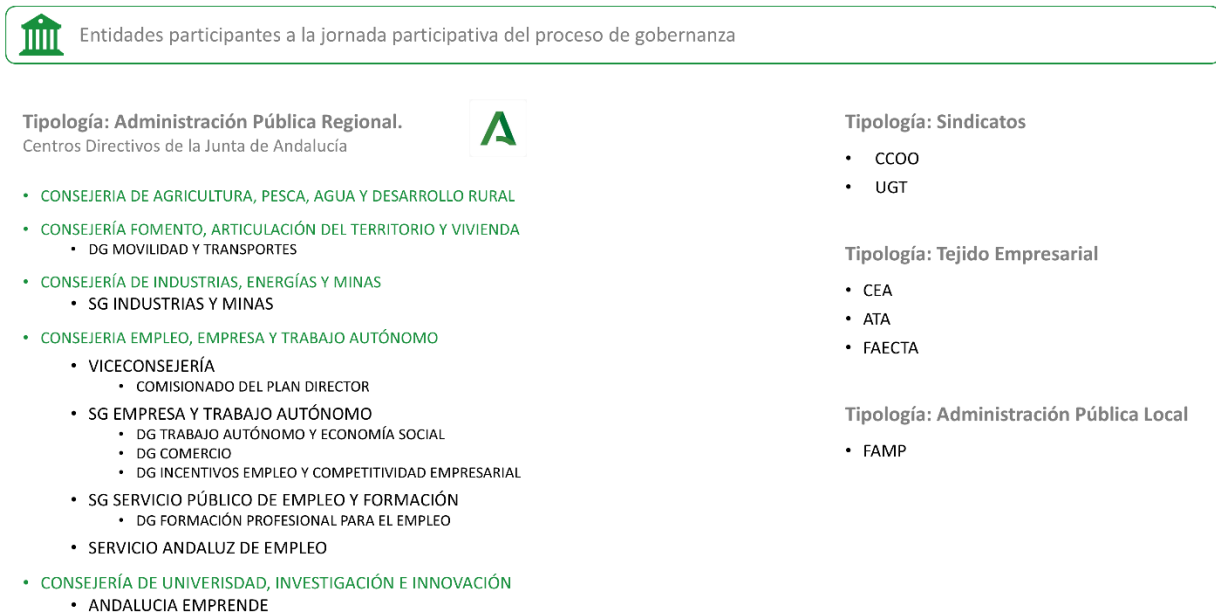 Entidades participantes a la jornada participativa del proceso de gobernanza
Tipología: Administración Pública Regional.
Centros Directivos de la Junta de Andalucía
• CONSEJERIA DE AGRICULTURA, PESCA, AGUA Y DESARROLLO RURAL
• CONSEJERÍA FOMENTO, ARTICULACIÓN DEL TERRITORIO Y VIVIENDA
• DG MOVILIDAD Y TRANSPORTES
• CONSEJERÍA DE INDUSTRIAS, ENERGÍAS Y MINAS
• SG INDUSTRIAS Y MINAS
• CONSEJERIA EMPLEO, EMPRESA Y TRABAJO AUTÓNOMO
• VICECONSEJERÍA
• COMISIONADO DEL PLAN DIRECTOR
• SG EMPRESA Y TRABAJO AUTÓNOMO
• DG TRABAJO AUTÓNOMO Y ECONOMÍA SOCIAL
• DG COMERCIO
• DG INCENTIVOS EMPLEO Y COMPETITIVIDAD EMPRESARIAL
• SG SERVICIO PÚBLICO DE EMPLEO Y FORMACIÓN
• DG FORMACIÓN PROFESIONAL PARA EL EMPLEO
• SERVICIO ANDALUZ DE EMPLEO
• CONSEJERÍA DE UNIVERISDAD, INVESTIGACIÓN E INNOVACIÓN
• ANDALUCIA EMPRENDE
Tipología: Sindicatos
• CCOO
• UGT
Tipología: Tejido Empresarial
• CEA
• ATA
• FAECTA
Tipología: Administración Pública Local
• FAMP